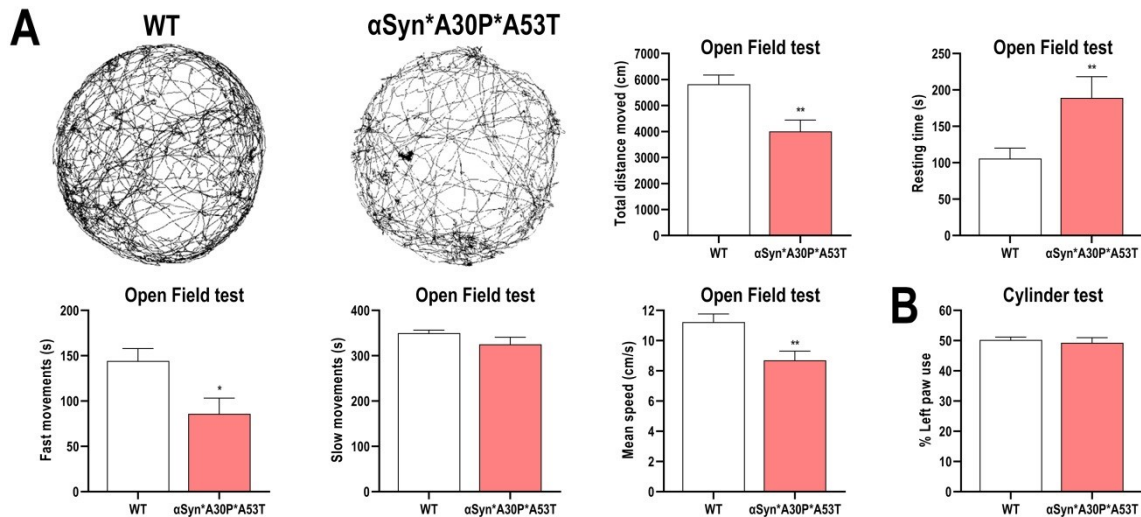 A
WT
αSyn*A30P*A53T
Open Field test
Total distance moved (cm)
7000
6000
5000
4000
3000
2000
1000
0
**
WT
αSyn*A30P*A53T
Open Field test
Resting time (s)
250
200
150
100
50
0
**
WT
αSyn*A30P*A53T
Open Field test
Fast movements (s)
200
150
100
50
0
*
WT
αSyn*A30P*A53T
Open Field test
Slow movements (s)
400
300
200
100
0
WT
αSyn*A30P*A53T
Open Field test
Mean speed (cm/s)
12
10
8
6
4
2
0
**
WT
αSyn*A30P*A53T
B
Cylinder test
% Left paw use
60
50
40
30
20
10
0
WT
αSyn*A30P*A53T